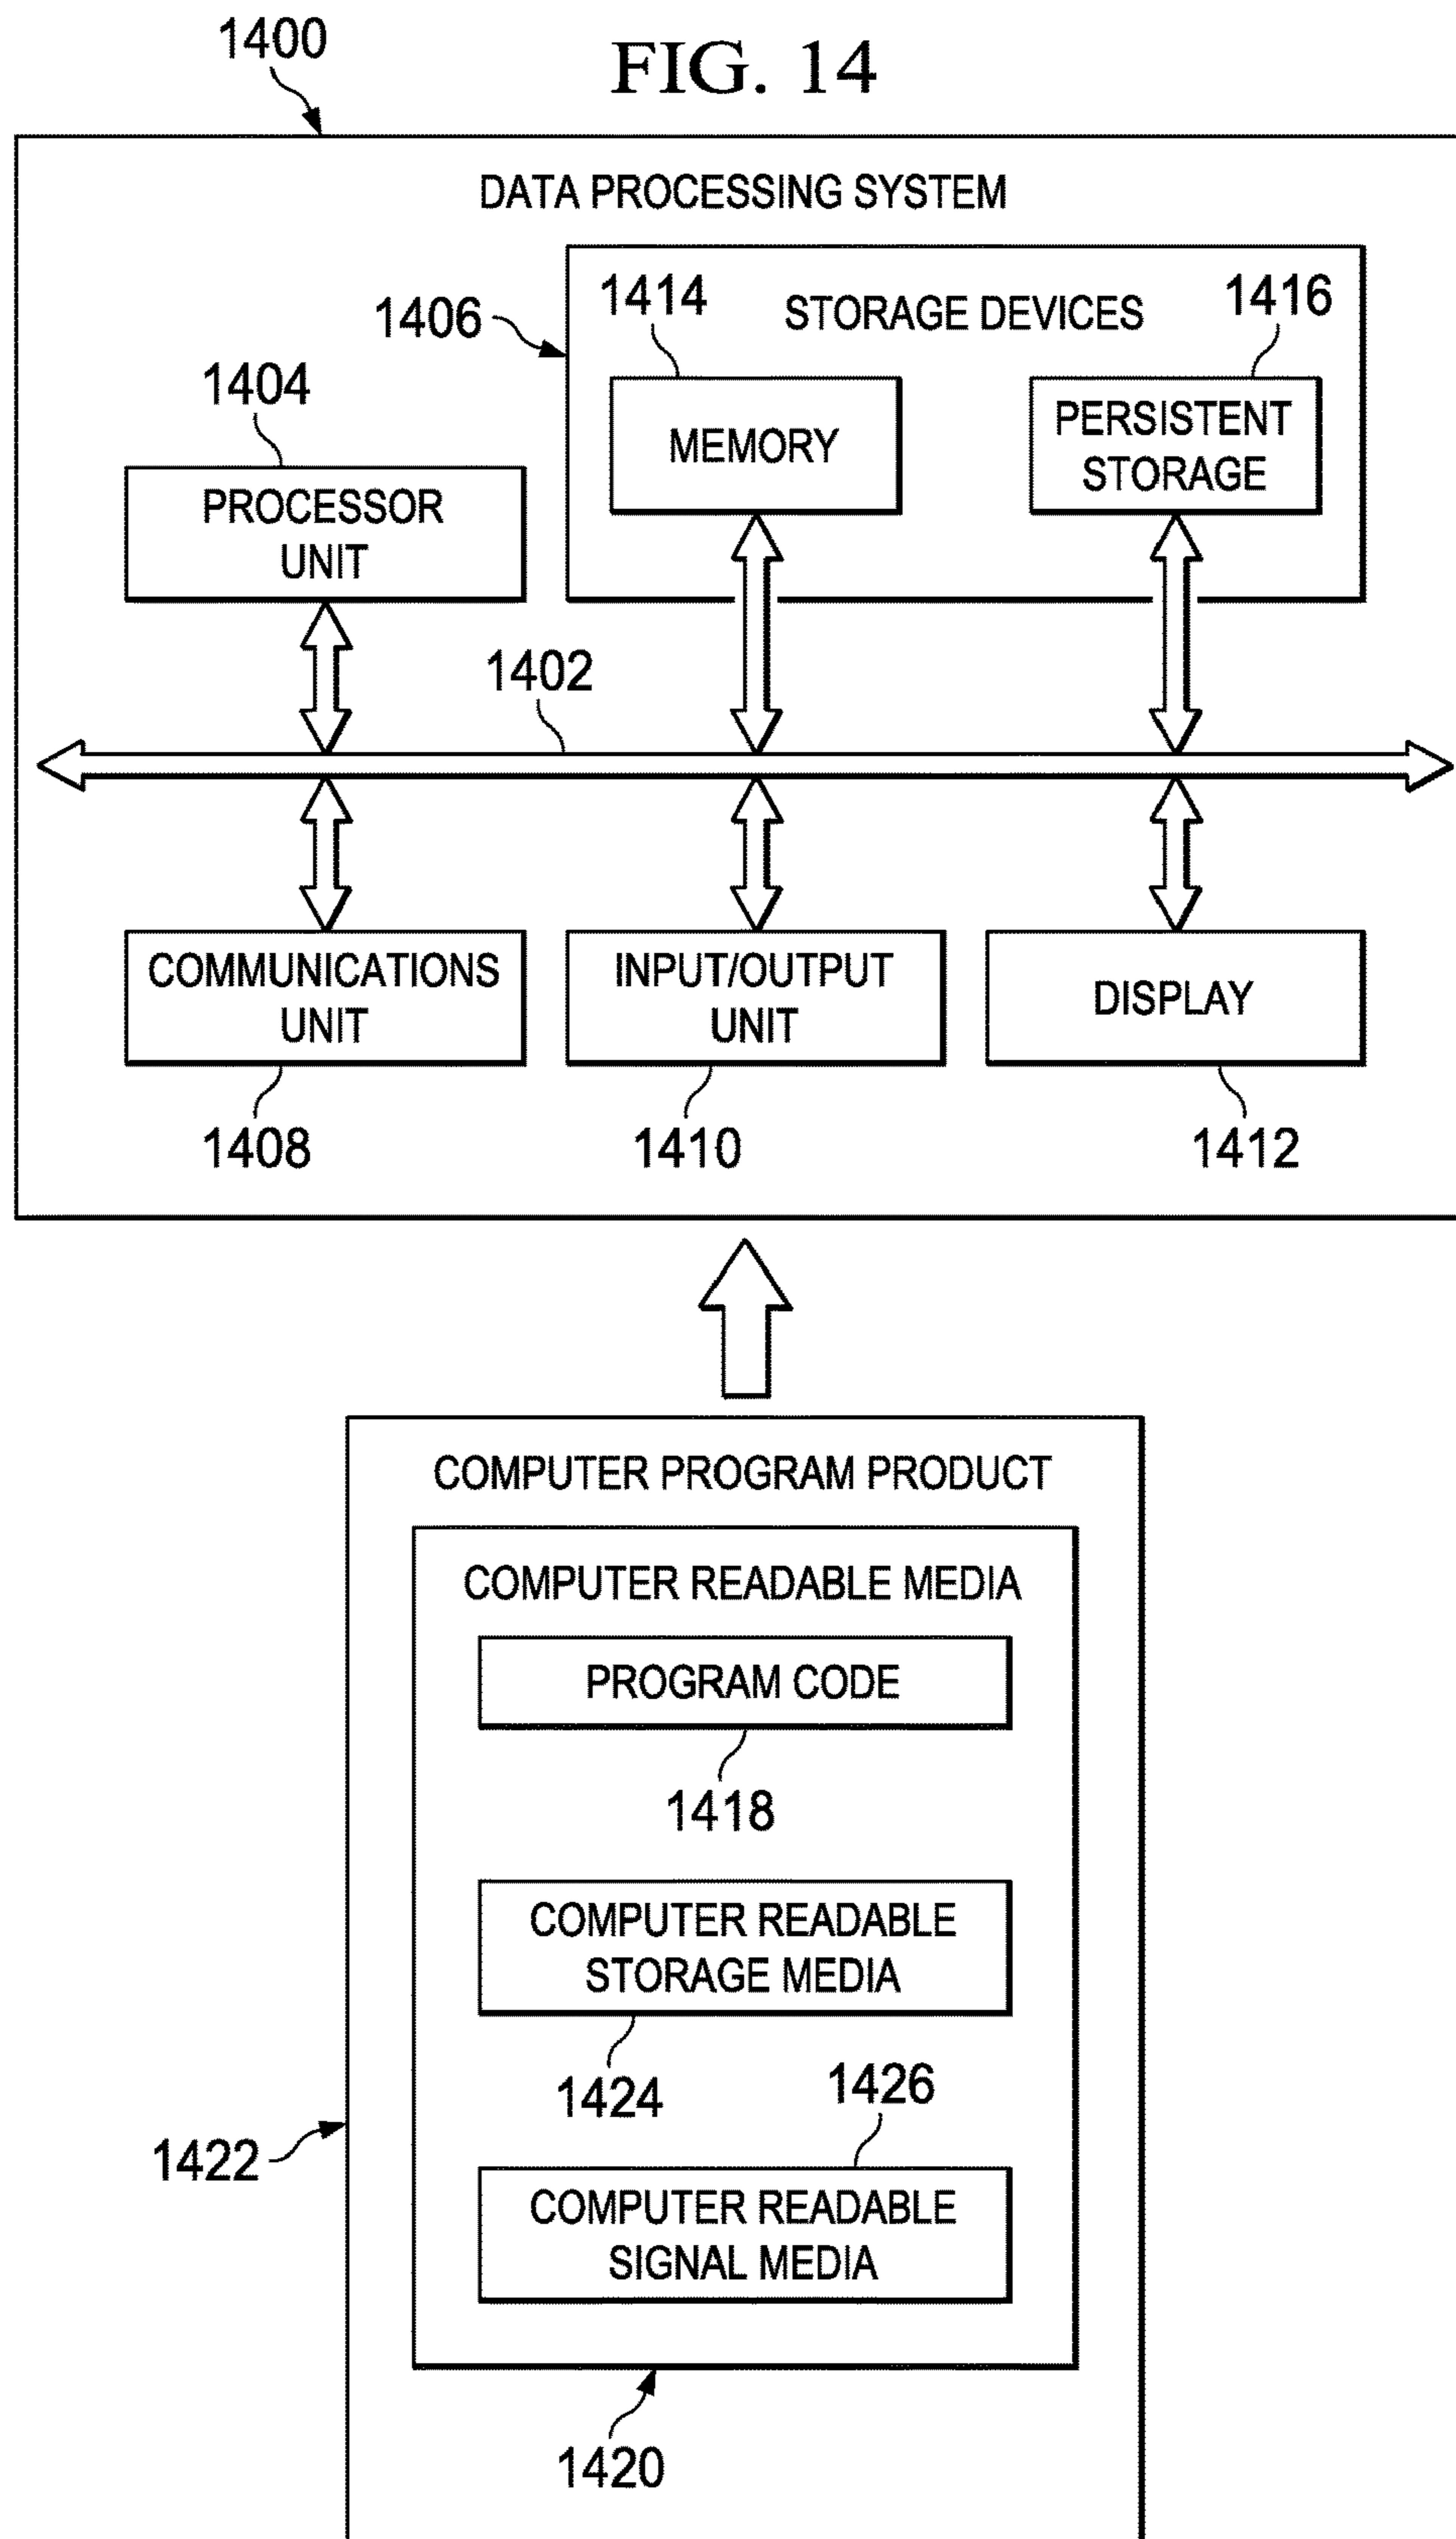 1400
FIG. 14
DATA PROCESSING SYSTEM
1406
1414
STORAGE DEVICES
1416
1404
MEMORY
PERSISTENT
STORAGE
PROCESSOR
UNIT
1402
COMMUNICATIONS
UNIT
INPUT/OUTPUT
UNIT
DISPLAY
1408
1410
1412
COMPUTER PROGRAM PRODUCT
COMPUTER READABLE MEDIA
PROGRAM CODE
1418
COMPUTER READABLE
STORAGE MEDIA
1424
1426
1422
COMPUTER READABLE
SIGNAL MEDIA
1420